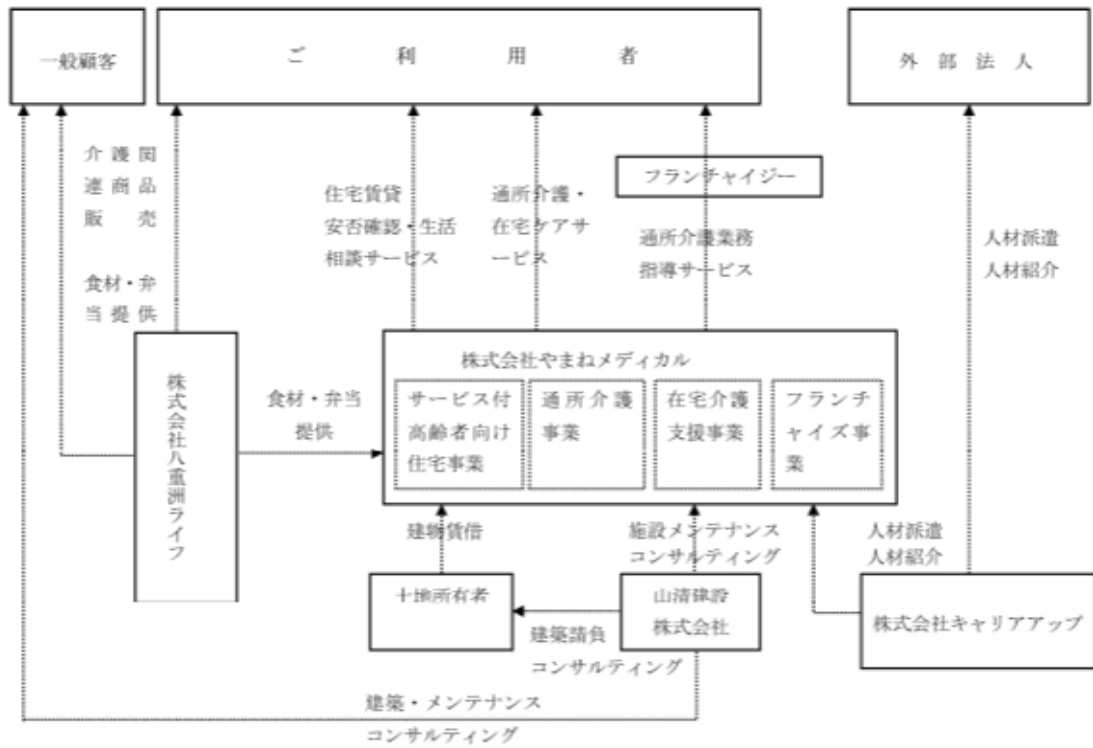 一般顧客
ご利用者
外部法人
介護関
連商品
販売
食材・弁
当提供
住宅賃貸
安否確認・生活
相談サービス
通所介護・
在宅ケアサ
ービス
フランチャイジー
通所介護業務
指導サービス
人材派遣
人材紹介
株式会社八重洲ライフ
食材・弁当
提供
株式会社やまねメディカル
サービス付
高齢者向け
住宅事業
通所介護
事業
在宅介護
支援事業
フランチ
ャイズ事
業
建物賃借
施設メンテナンス
コンサルティング
人材派遣
人材紹介
土地所有者
山清建設
株式会社
株式会社キャリアアップ
建築請負
コンサルティング
建築・メンテナンス
コンサルティング